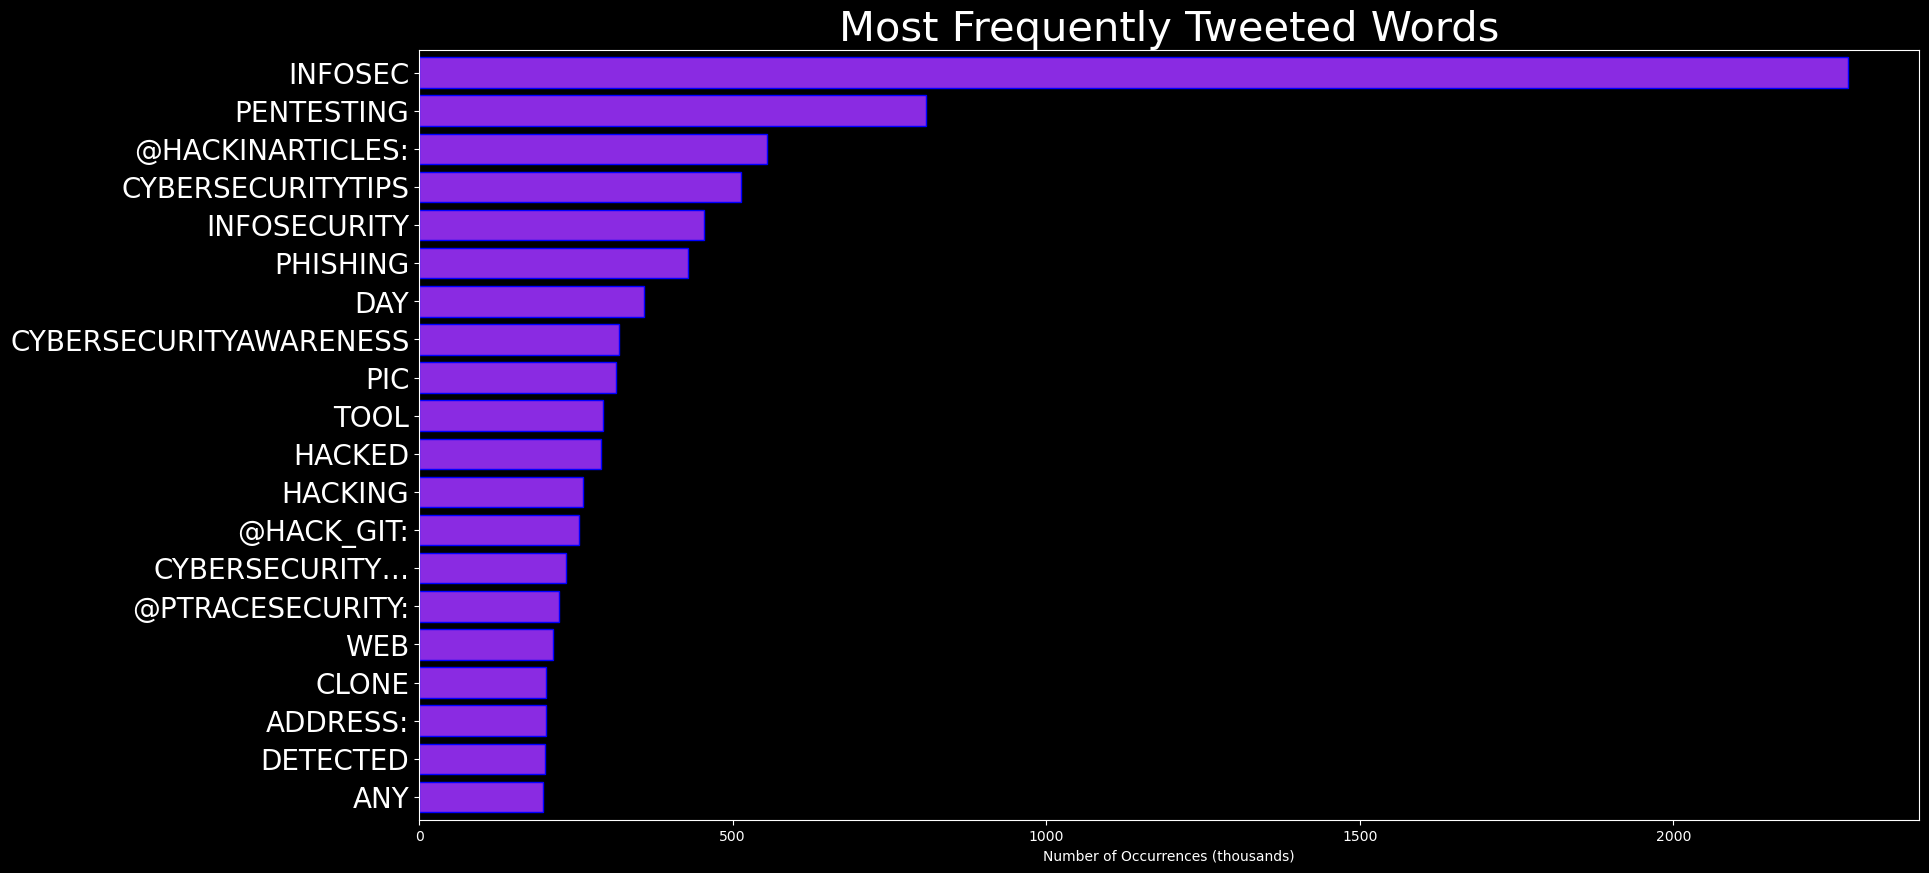 Most Frequently Tweeted Words
INFOSEC
PENTESTING
@HACKINARTICLES:
CYBERSECURITYTIPS
INFOSECURITY
PHISHING
DAY
CYBERSECURITYAWARENESS
PIC
TOOL
HACKED
HACKING
@HACK_GIT:
CYBERSECURITY…
@PTRACESECURITY:
WEB
CLONE
ADDRESS:
DETECTED
ANY
0 500 1000 1500 2000
Number of Occurrences (thousands)